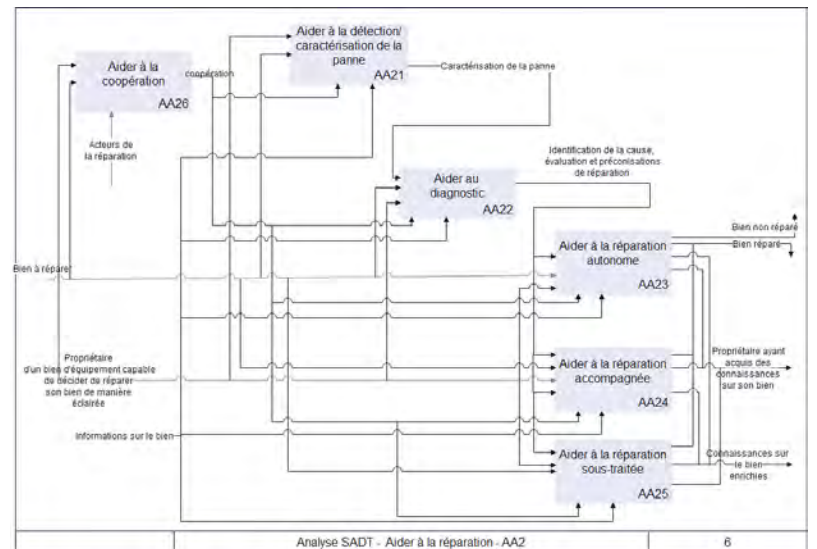 Aider à la détection/
caractérisation de la
panne
AA21
Aider à la
coopération
AA26
coopération
Caractérisation de la panne
Acteurs de
la réparation
Identification de la cause,
évaluation et préconisations
de réparation
Aider au
diagnostic
AA22
Bien non réparé
Bien réparé
Aider à la réparation
autonome
AA23
Bien à réparer
Propriétaire
d'un bien d'équipement capable
de décider de réparer
son bien de manière
éclairée
Aider à la réparation
accompagnée
AA24
Propriétaire ayant
acquis des
connaissances
sur son bien
Informations sur le bien
Aider à la réparation
sous-traitée
AA25
Connaissances sur
le bien
enrichies
Analyse SADT - Aider à la réparation - AA2
6